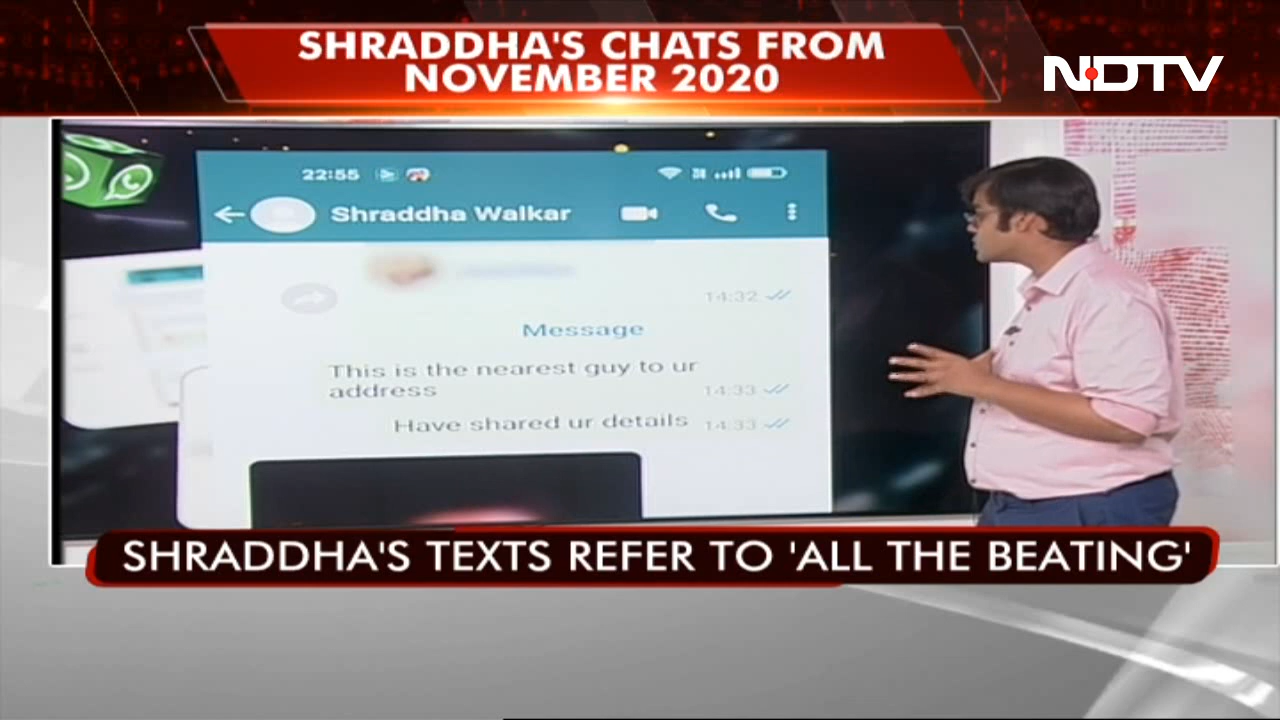 SHRADDHA'S CHATS FROM
NOVEMBER 2020
NDTV
22:55
Shraddha Walkar
14:32
Message
This is the nearest guy to ur
address
14:33
Have shared ur details
14:33
SHRADDHA'S TEXTS REFER TO 'ALL THE BEATING'